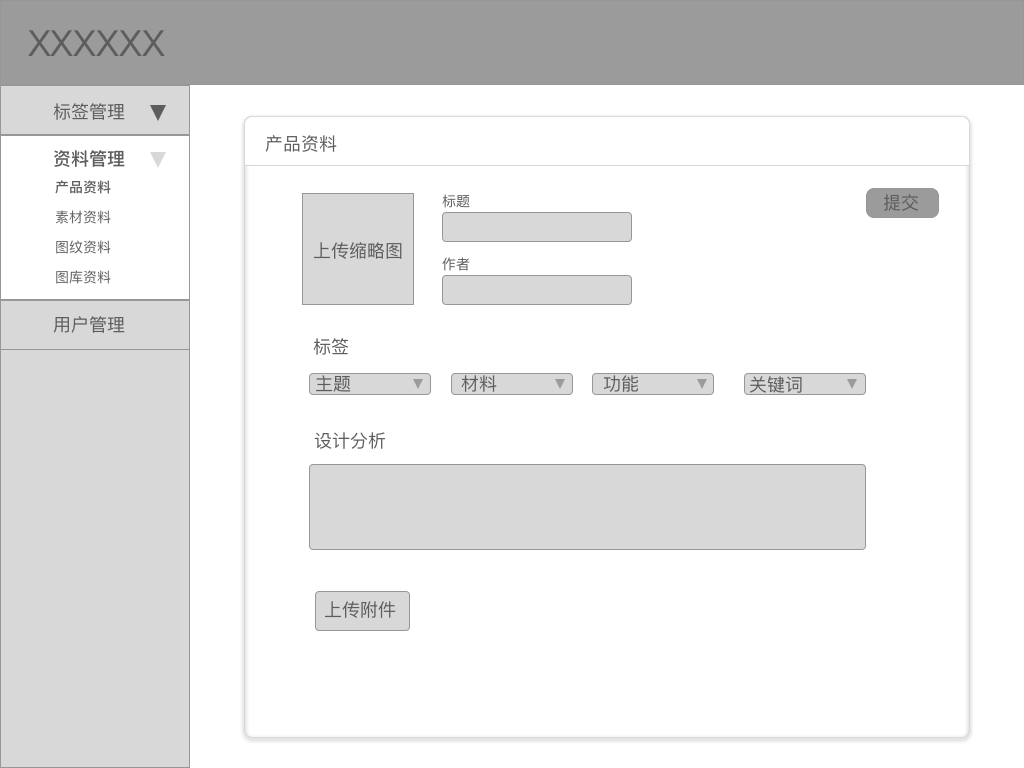 XXXXXX
标签管理
资料管理
产品资料
素材资料
图纹资料
图库资料
用户管理
产品资料
提交
上传缩略图
标题
作者
标签
主题 材料 功能 关键词
设计分析
上传附件